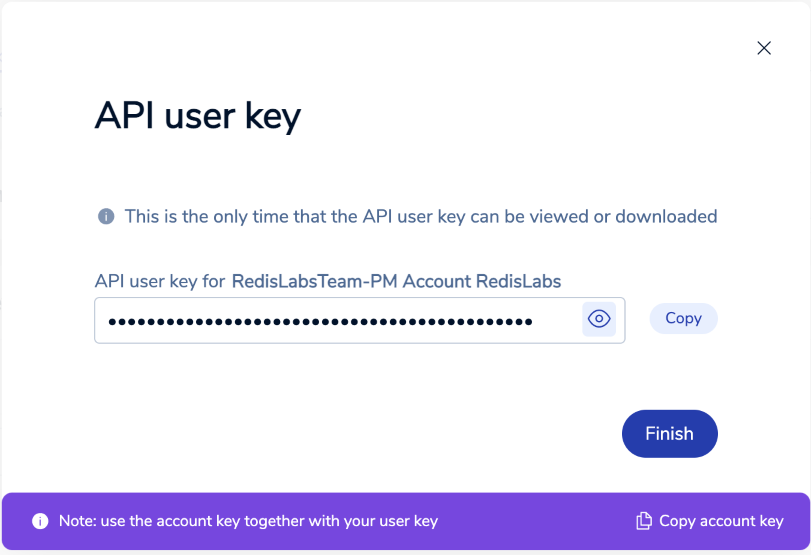 API user key
This is the only time that the API user key can be viewed or downloaded
API user key for RedisLabsTeam-PM Account RedisLabs
••••••••••••••••••••••••••••••••••••••••••••
Copy
Finish
Note: use the account key together with your user key
Copy account key